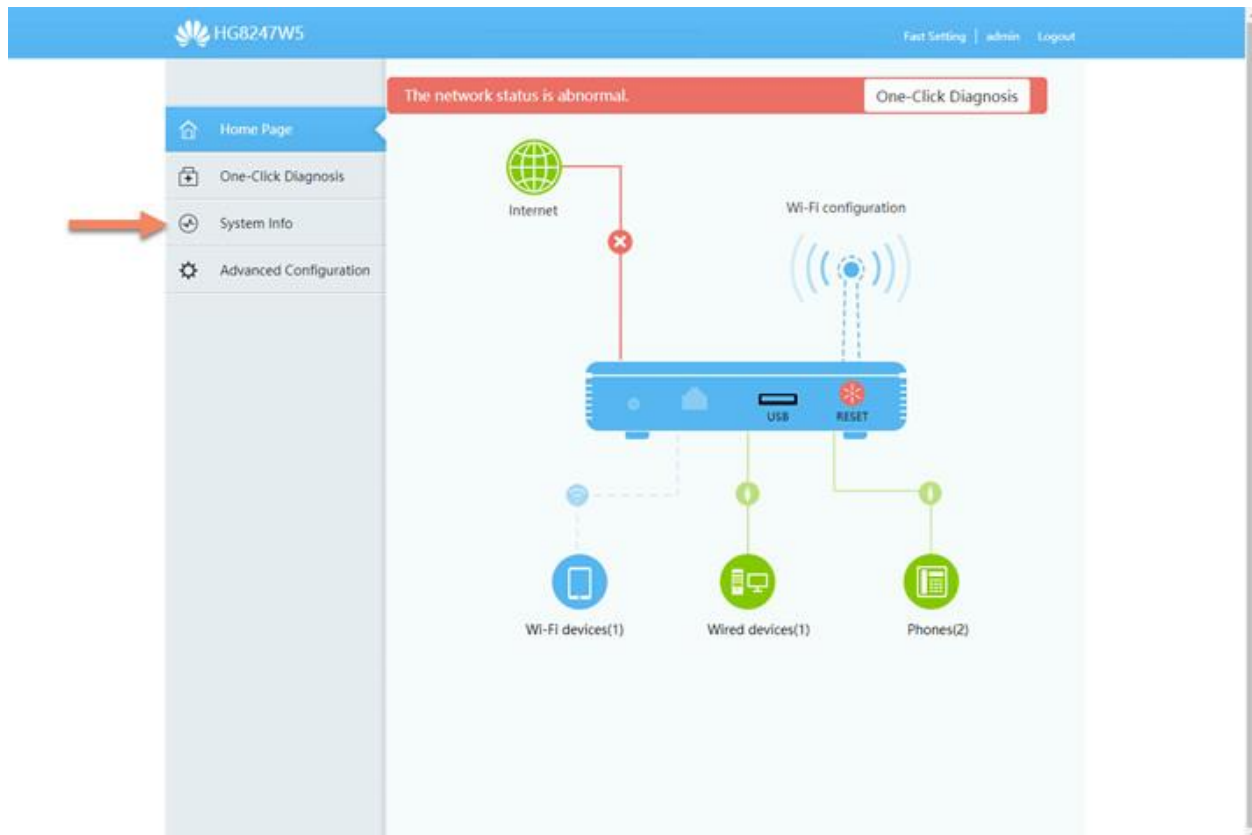 HG8247W5
Fast Setting | admin Logout
The network status is abnormal.
One-Click Diagnosis
Home Page
One-Click Diagnosis
System Info
Advanced Configuration
Internet
Wi-Fi configuration
USB
RESET
Wi-Fi devices(1)
Wired devices(1)
Phones(2)